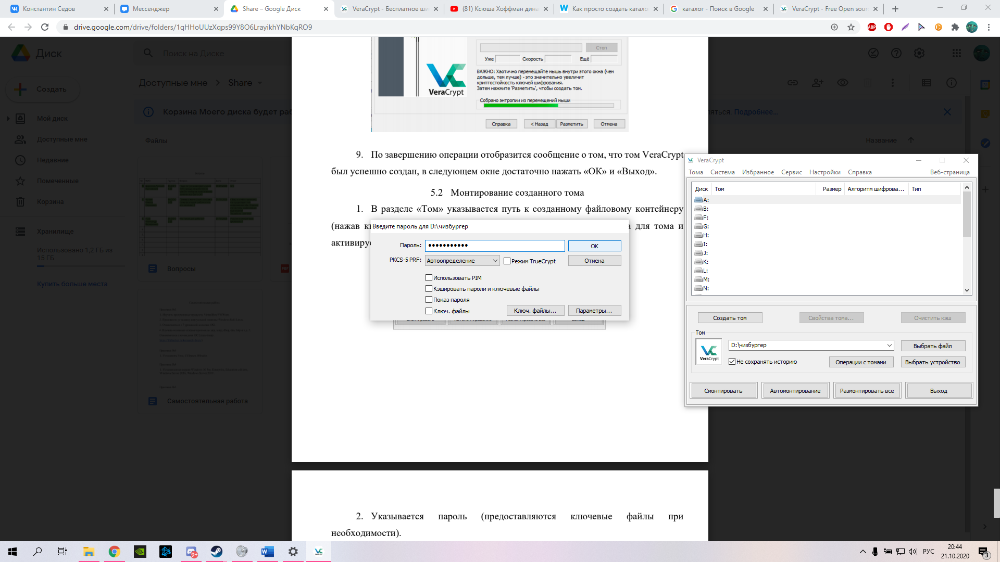 Константин Седов
Мессенджер
Share – Google Диск
VeraCrypt - Бесплатное ши
(81) Ксюша Хоффман дина
Как просто создать катало
каталог - Поиск в Google
VeraCrypt - Free Open sour
drive.google.com/drive/folders/1qHHoUUzXqps99Y8O6LrayikhYNbKqRO9
Диск
Поиск на Диске
Создать
Доступные мне
Share
Корзина Моего диска будет раб
яться. Подробнее...
Мой диск
Доступные мне
Недавние
Помеченные
Корзина
Хранилище
Использовано 1,2 ГБ из
15 ГБ
Купить больше места
Файлы
Название
Вопросы
Самостоятельная работа
Стоп
Уже
Скорость
Ещё
ВАЖНО: Хаотично перемещайте мышь внутри этого окна (чем
дольше, тем лучше) - это значительно увеличит
криптостойкость ключей шифрования.
Затем нажмите 'Разметить', чтобы создать том.
VeraCrypt
Собрано энтропии из перемещений мыши
Справка
< Назад
Разметить
Отмена
9. По завершению операции отобразится сообщение о том, что том VeraCrypt
был успешно создан, в следующем окне достаточно нажать «ОК» и «Выход».
5.2 Монтирование созданного тома
1. В разделе «Том» указывается путь к созданному файловому контейнеру
(нажав к
для тома и
активиру
Введите пароль для D:\чизбургер
Пароль:
•••••••••••
OK
PKCS-5 PRF:
Автоопределение
Режим TrueCrypt
Отмена
Использовать PIM
Кэшировать пароли и ключевые файлы
Показ пароля
Ключ. файлы
Ключ. файлы...
Параметры...
2. Указывается пароль (предоставляются ключевые файлы при
необходимости).
VeraCrypt
Тома
Система
Избранное
Сервис
Настройки
Справка
Веб-страница
Диск
Том
Размер
Алгоритм шифрова...
Тип
A:
B:
F:
G:
H:
I:
J:
K:
L:
M:
N:
Создать том
Свойства тома...
Очистить кэш
Том
VeraCrypt
D:\чизбургер
Выбрать файл
Не сохранять историю
Операции с томами
Выбрать устройство
Смонтировать
Автомонтирование
Размонтировать все
Выход
РУС
20:44
21.10.2020